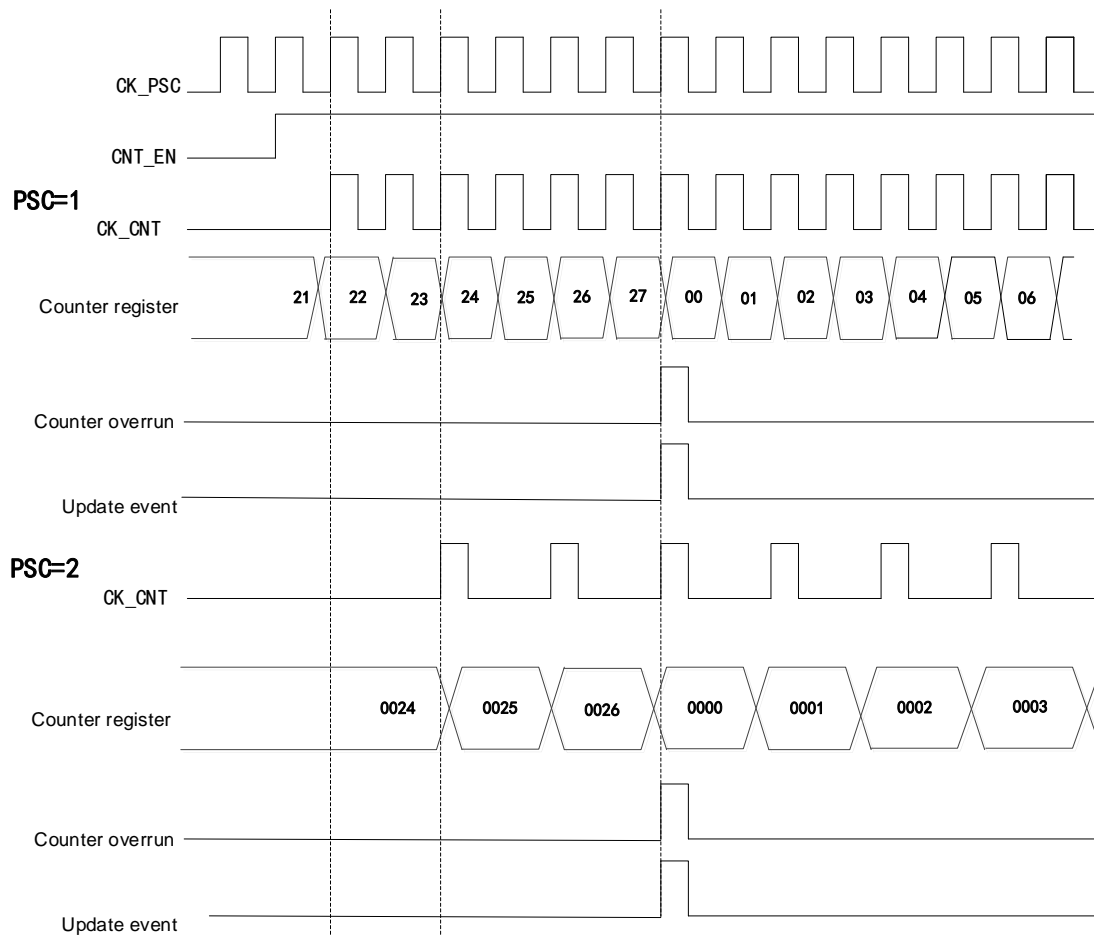 CK_PSC
CNT_EN
PSC=1
CK_CNT
Counter register 21 22 23 24 25 26 27 00 01 02 03 04 05 06
Counter overrun
Update event
PSC=2
CK_CNT
Counter register 0024 0025 0026 0000 0001 0002 0003
Counter overrun
Update event